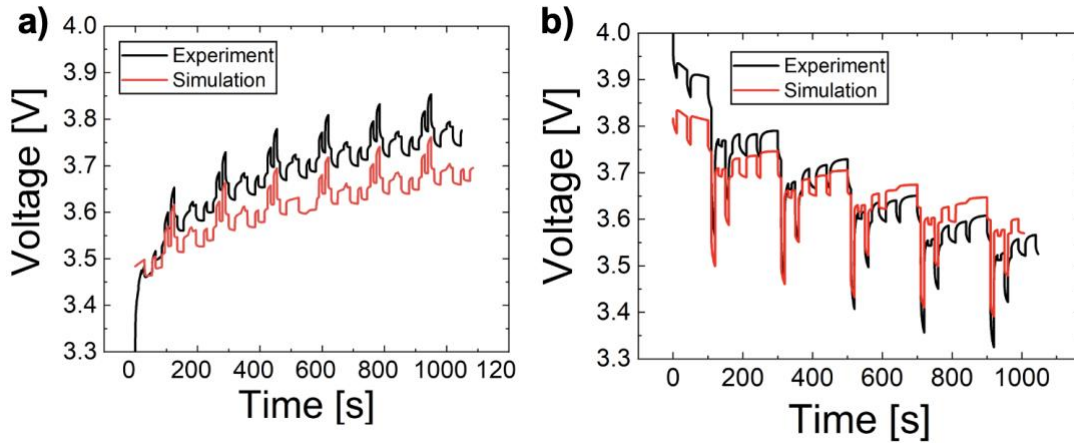 a)
Experiment
Simulation
Voltage [V]
4.0
3.9
3.8
3.7
3.6
3.5
3.4
3.3
0 200 400 600 800 1000 120
Time [s]
b)
Experiment
Simulation
Voltage [V]
4.0
3.9
3.8
3.7
3.6
3.5
3.4
3.3
0 200 400 600 800 1000
Time [s]